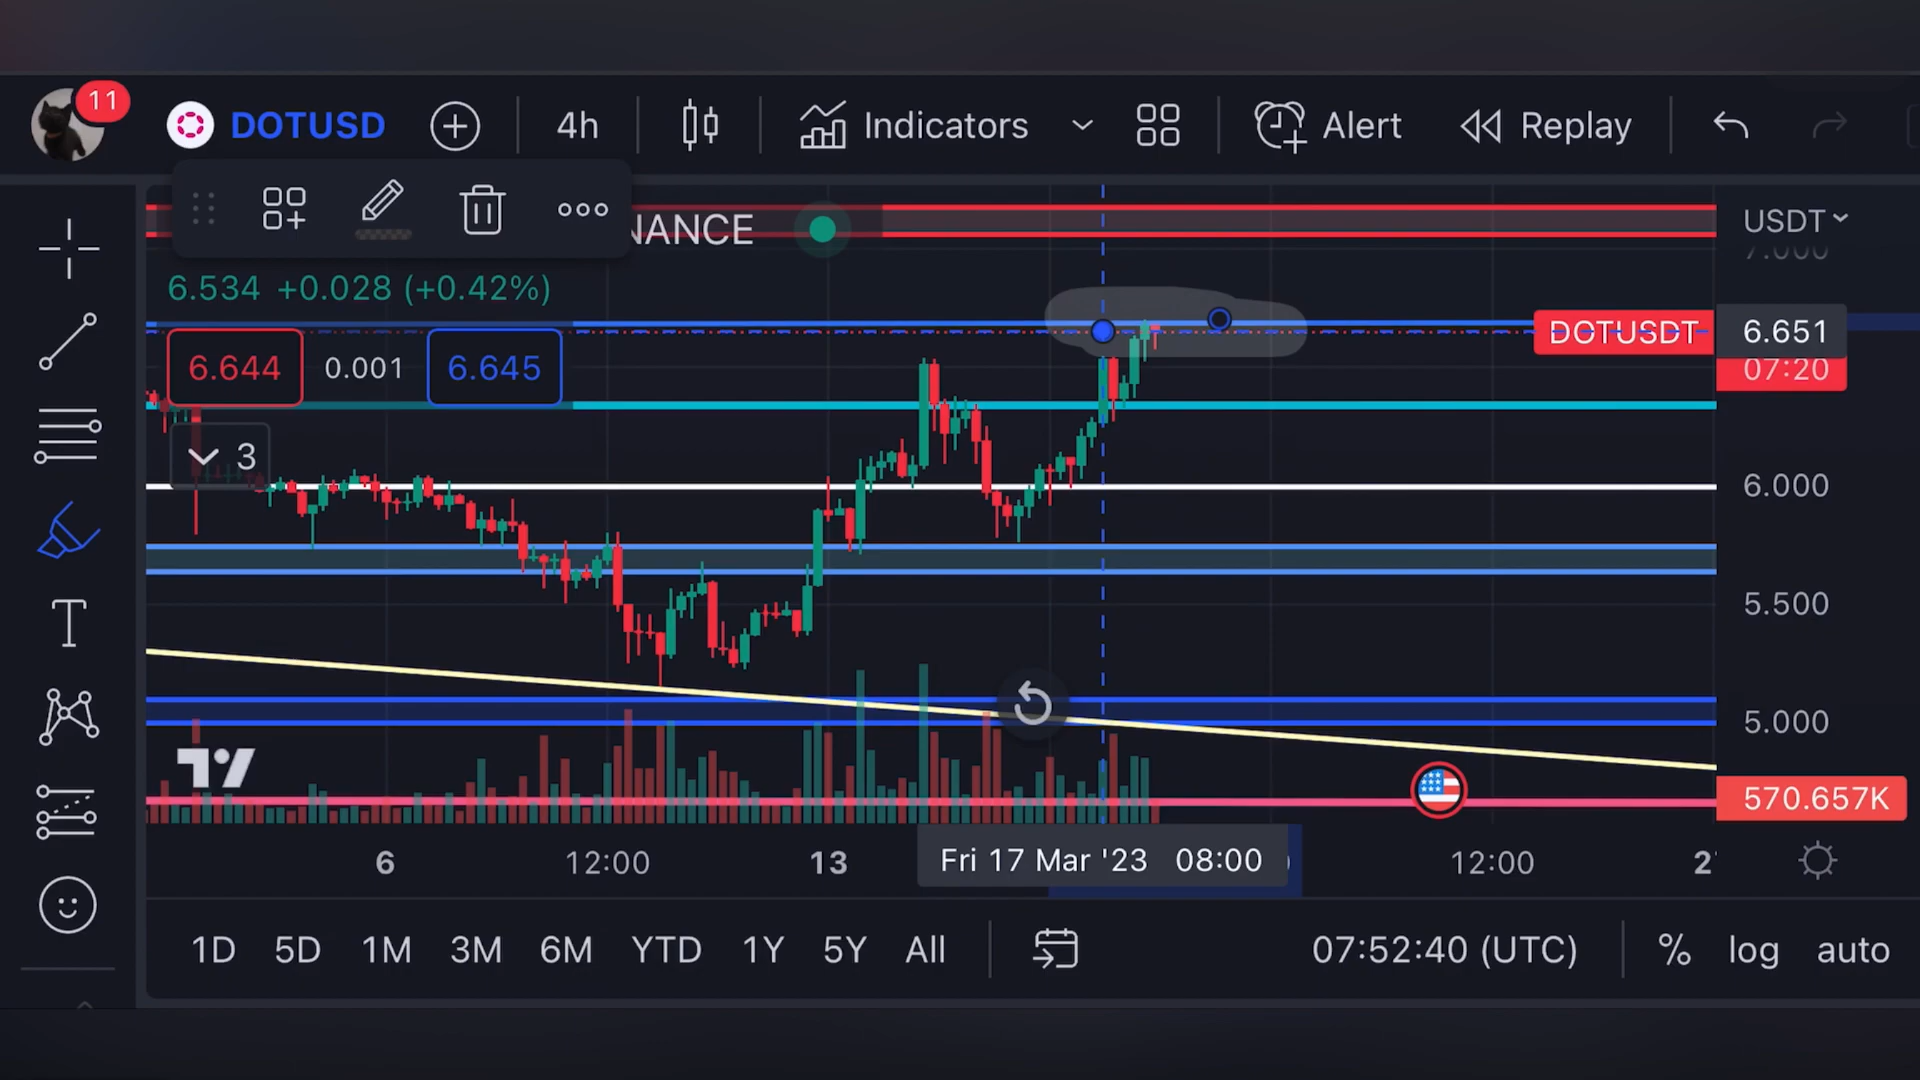 11
DOTUSD 4h Indicators Alert Replay
NANCE
USDT
7.000
6.534 +0.028 (+0.42%)
DOTUSDT 6.651
6.644 0.001 6.645
07:20
3
6.000
5.500
5.000
570.657K
6 12:00 13 Fri 17 Mar '23 08:00 12:00
1D 5D 1M 3M 6M YTD 1Y 5Y All 07:52:40 (UTC) % log auto